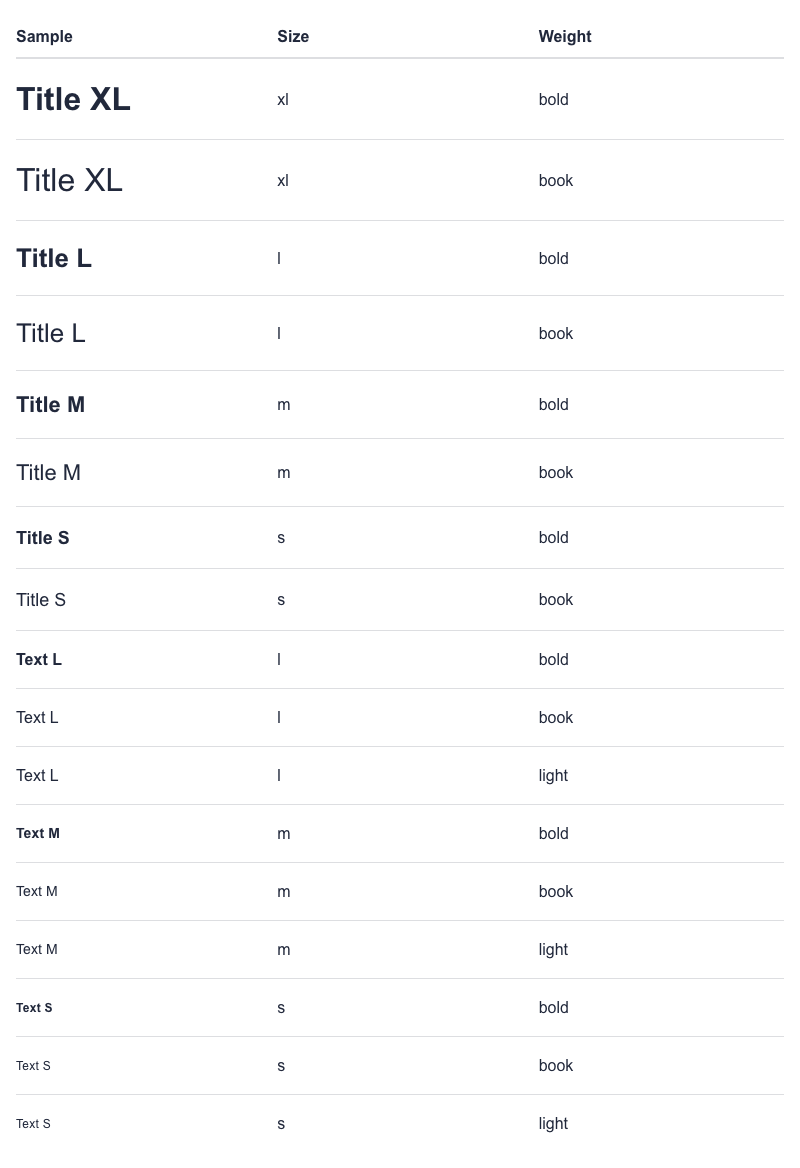 Sample Size Weight
Title XL xl bold
Title XL xl book
Title L l bold
Title L l book
Title M m bold
Title M m book
Title S s bold
Title S s book
Text L l bold
Text L l book
Text L l light
Text M m bold
Text M m book
Text M m light
Text S s bold
Text S s book
Text S s light